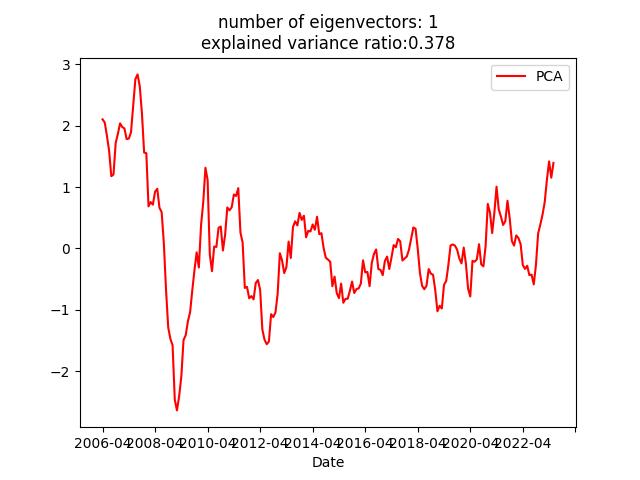 number of eigenvectors: 1
explained variance ratio:0.378
PCA
3
2
1
0
−1
−2
2006-04 2008-04 2010-04 2012-04 2014-04 2016-04 2018-04 2020-04 2022-04
Date